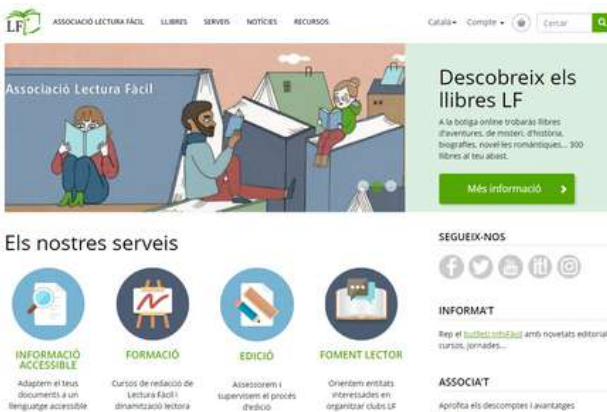 LF
ASSOCIACIÓ LECTURA FÀCIL
LLIBRES
SERVEIS
NOTÍCIES
RECURSOS
Català
Compte
Cercar
Associació Lectura Fàcil
Descobreix els
llibres LF
A la botiga online trobaràs llibres
d'aventures, de misteri, d'història,
biografies, novel·les romàntiques... 300
llibres al teu abast.
Més informació
Els nostres serveis
INFORMACIÓ
ACCESSIBLE
Adaptem el teus
documents a un
llenguatge accessible
FORMACIÓ
Cursos de redacció de
Lectura Fàcil i
dinamització lectora
EDICIÓ
Assessorem i
supervisem el procés
d'edició
FOMENT LECTOR
Orientem entitats
interessades en
organitzar clubs LF
SEGUEIX-NOS
INFORMA'T
Rep el butlletí InfoFàcil amb novetats editorials,
cursos, jornades...
ASSOCIA'T
Aprofita els descomptes i avantatges